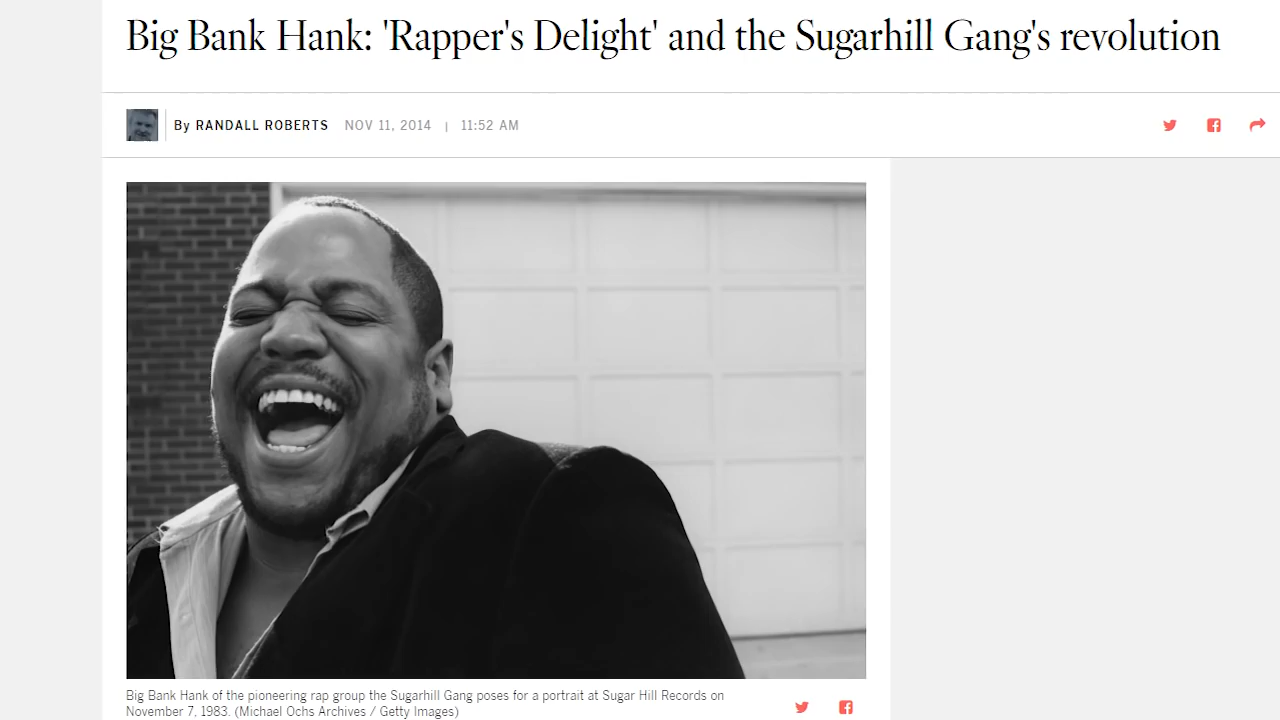 Big Bank Hank: 'Rapper's Delight' and the Sugarhill Gang's revolution
By RANDALL ROBERTS NOV 11, 2014 | 11:52 AM
Big Bank Hank of the pioneering rap group the Sugarhill Gang poses for a portrait at Sugar Hill Records on
November 7, 1983. (Michael Ochs Archives / Getty Images)